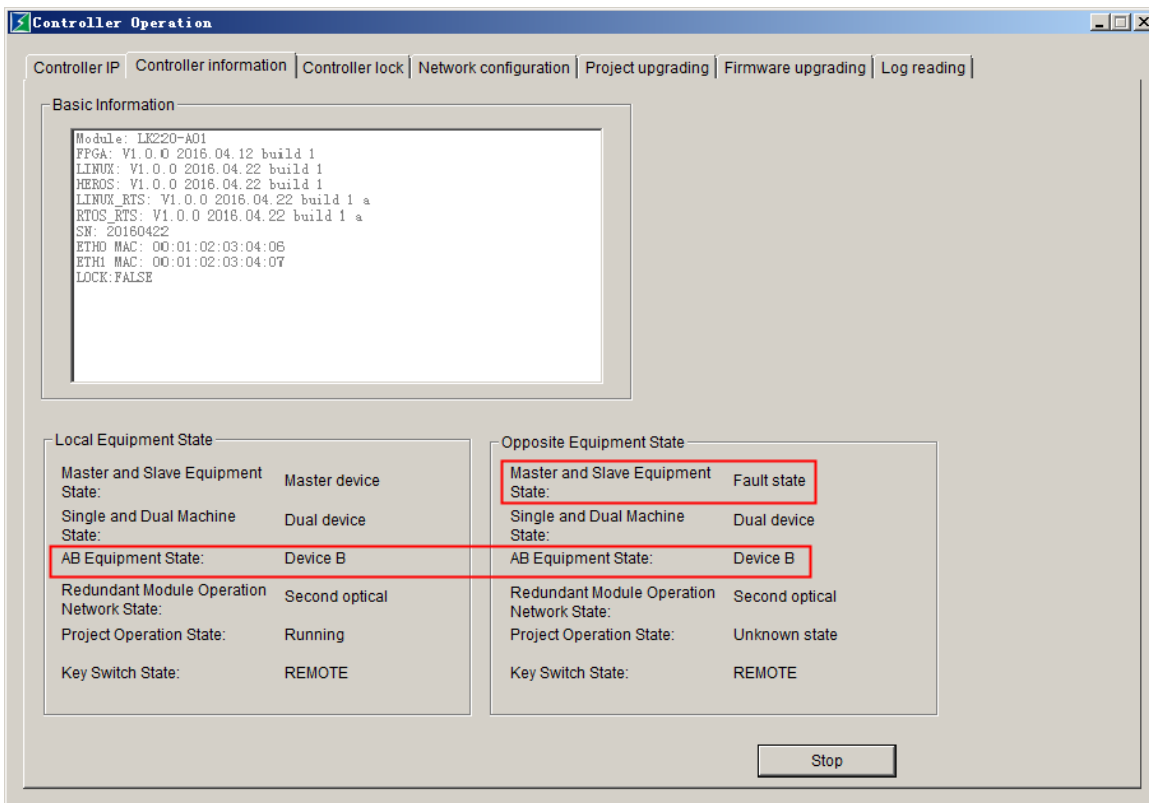 Controller Operation
Controller IP Controller information Controller lock Network configuration Project upgrading Firmware upgrading Log reading
Basic Information
Module: LK220-A01
FPGA: V1.0.0 2016.04.12 build 1
LINUX: V1.0.0 2016.04.22 build 1
HEROS: V1.0.0 2016.04.22 build 1
LINUX_RTS: V1.0.0 2016.04.22 build 1 a
RTOS_RTS: V1.0.0 2016.04.22 build 1 a
SN: 20160422
ETH0 MAC: 00:01:02:03:04:06
ETH1 MAC: 00:01:02:03:04:07
LOCK:FALSE
Local Equipment State
Master and Slave Equipment
State: Master device
Single and Dual Machine
State: Dual device
AB Equipment State: Device B
Redundant Module Operation
Network State: Second optical
Project Operation State: Running
Key Switch State: REMOTE
Opposite Equipment State
Master and Slave Equipment
State: Fault state
Single and Dual Machine
State: Dual device
AB Equipment State: Device B
Redundant Module Operation
Network State: Second optical
Project Operation State: Unknown state
Key Switch State: REMOTE
Stop